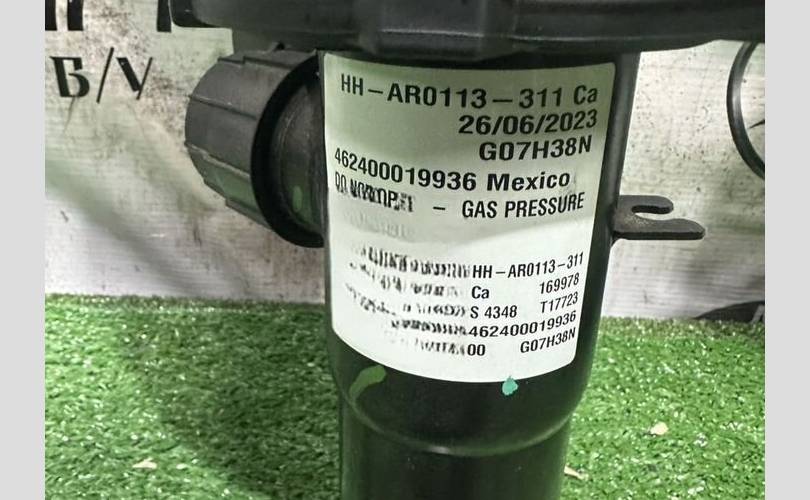 Б/У
HH-AR0113-311 Ca
26/06/2023
G07H38N
462400019936 Mexico
- GAS PRESSURE
HH-AR0113-311
Ca 169978
S 4348 T17723
462400019936
00 G07H38N